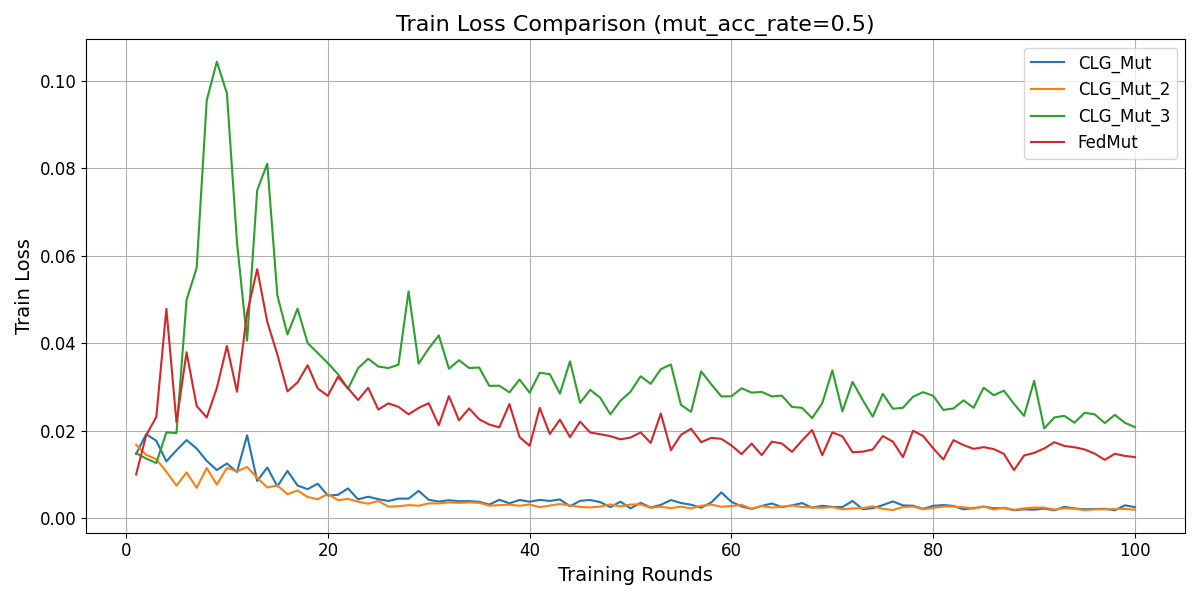 Train Loss Comparison (mut_acc_rate=0.5)
CLG_Mut
CLG_Mut_2
CLG_Mut_3
FedMut
Train Loss
0.10
0.08
0.06
0.04
0.02
0.00
0 20 40 60 80 100
Training Rounds